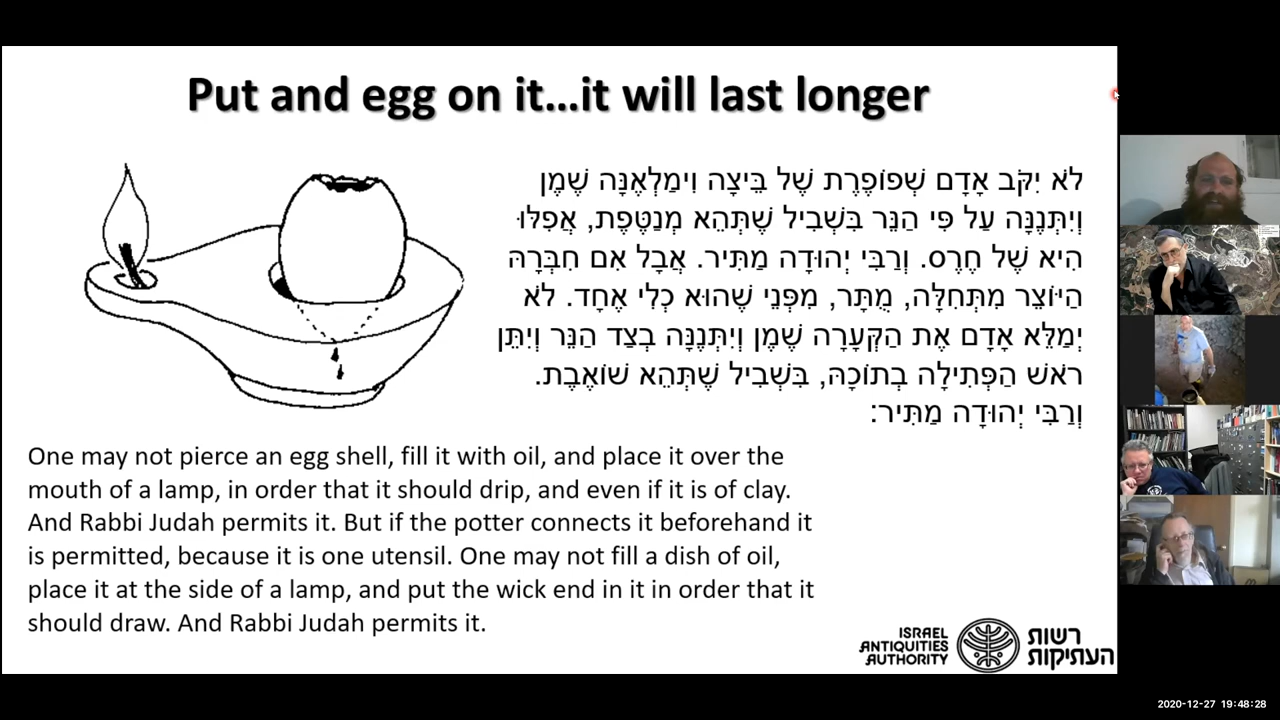 Put and egg on it...it will last longer
לֹא יִקֹּב אָדָם שְׁפוֹפֶרֶת שֶׁל בֵּיצָה וִימַלְאֶנָּה שֶׁמֶן
וְיִתְּנֶנָּה עַל פִּי הַנֵּר בִּשְׁבִיל שֶׁתְּהֵא מְנַטֶּפֶת, אֲפִלּוּ
הִיא שֶׁל חֶרֶס. וְרַבִּי יְהוּדָה מַתִּיר. אֲבָל אִם חִבְּרָהּ
הַיּוֹצֵר מִתְּחִלָּה, מֻתָּר, מִפְּנֵי שֶׁהוּא כְלִי אֶחָד. לֹא
יְמַלֵּא אָדָם אֶת הַקְּעָרָה שֶׁמֶן וְיִתְּנֶנָּה בְצַד הַנֵּר וְיִתֵּן
רֹאשׁ הַפְּתִילָה בְתוֹכָהּ, בִּשְׁבִיל שֶׁתְּהֵא שׁוֹאֶבֶת.
וְרַבִּי יְהוּדָה מַתִּיר:
One may not pierce an egg shell, fill it with oil, and place it over the
mouth of a lamp, in order that it should drip, and even if it is of clay.
And Rabbi Judah permits it. But if the potter connects it beforehand it
is permitted, because it is one utensil. One may not fill a dish of oil,
place it at the side of a lamp, and put the wick end in it in order that it
should draw. And Rabbi Judah permits it.
ISRAEL
ANTIQUITIES
AUTHORITY
רשות
העתיקות
2020-12-27 19:48:28